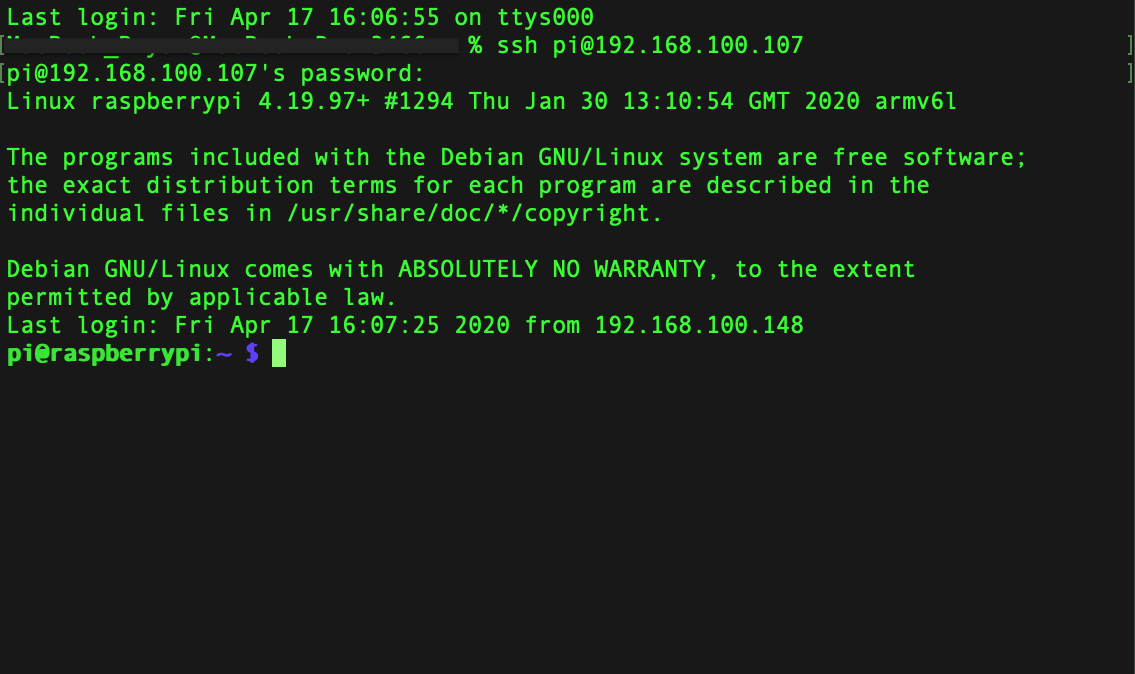 Last login: Fri Apr 17 16:06:55 on ttys000
% ssh pi@192.168.100.107
pi@192.168.100.107's password:
Linux raspberrypi 4.19.97+ #1294 Thu Jan 30 13:10:54 GMT 2020 armv6l
The programs included with the Debian GNU/Linux system are free software;
the exact distribution terms for each program are described in the
individual files in /usr/share/doc/*/copyright.
Debian GNU/Linux comes with ABSOLUTELY NO WARRANTY, to the extent
permitted by applicable law.
Last login: Fri Apr 17 16:07:25 2020 from 192.168.100.148
pi@raspberrypi:~ $